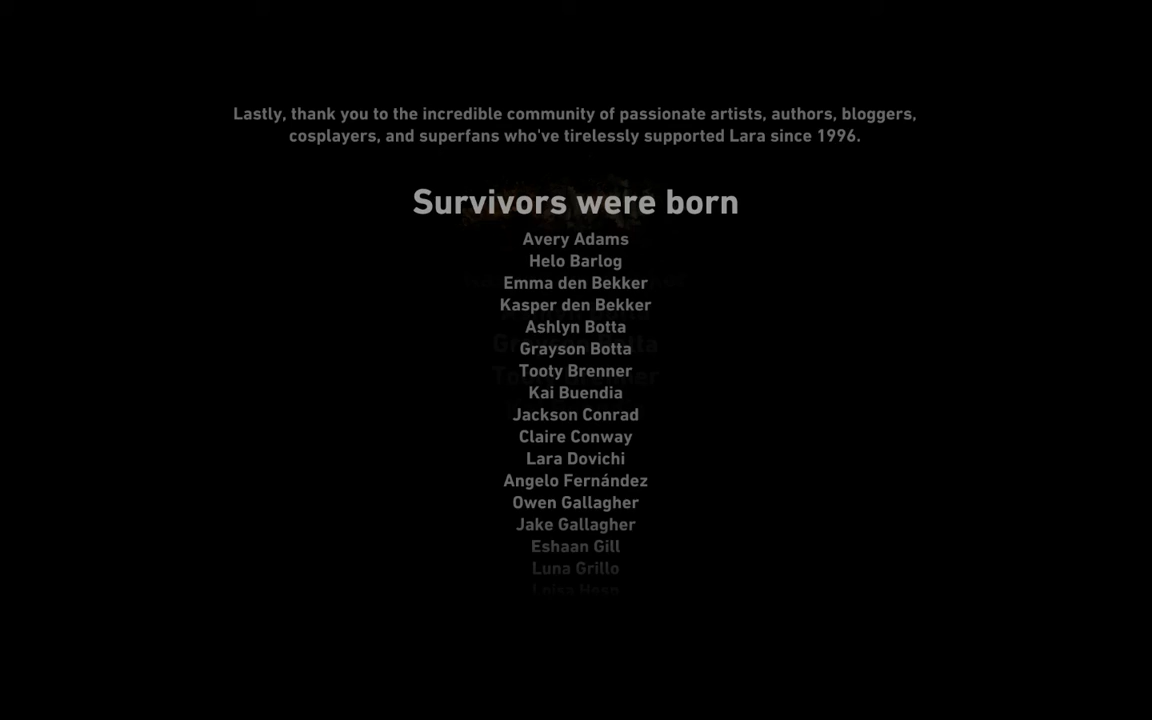 Lastly, thank you to the incredible community of passionate artists, authors, bloggers,
cosplayers, and superfans who've tirelessly supported Lara since 1996.
Survivors were born
Avery Adams
Helo Barlog
Emma den Bekker
Kasper den Bekker
Ashlyn Botta
Grayson Botta
Tooty Brenner
Kai Buendia
Jackson Conrad
Claire Conway
Lara Dovichi
Angelo Fernández
Owen Gallagher
Jake Gallagher
Eshaan Gill
Luna Grillo